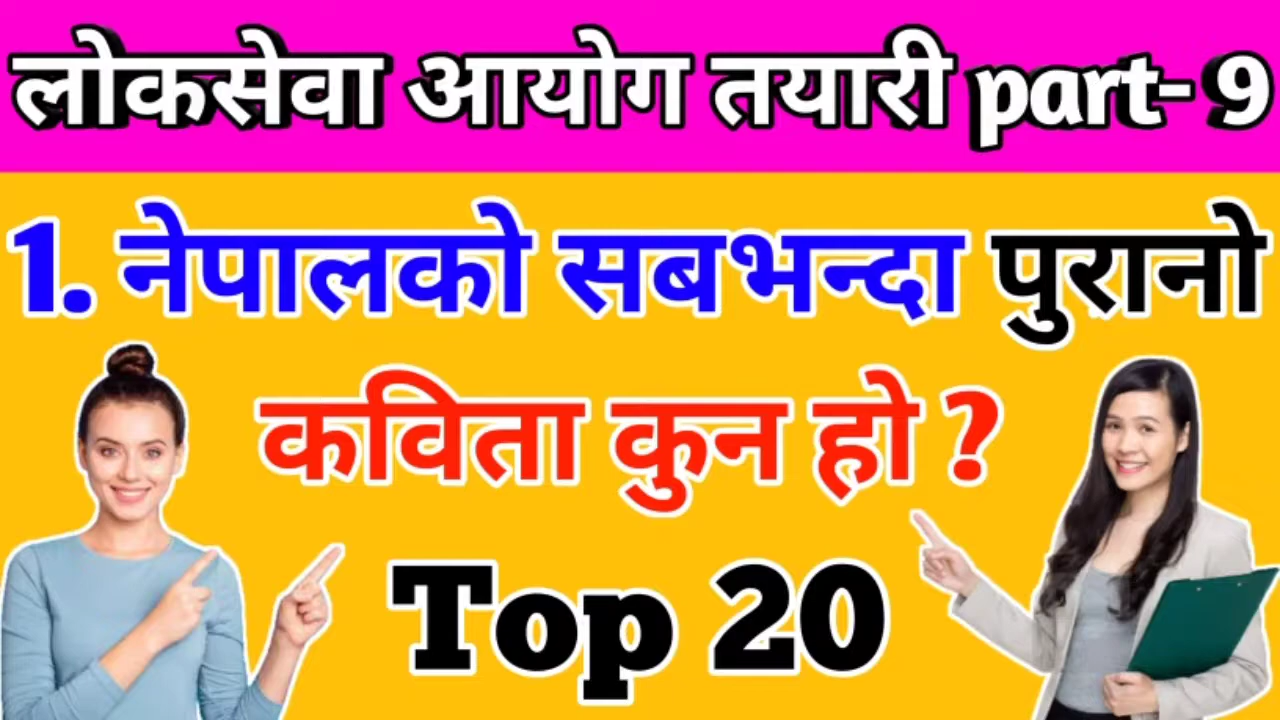 लोकसेवा आयोग तयारी part-9
1. नेपालको सबभन्दा पुरानो
कविता कुन हो ?
Top 20